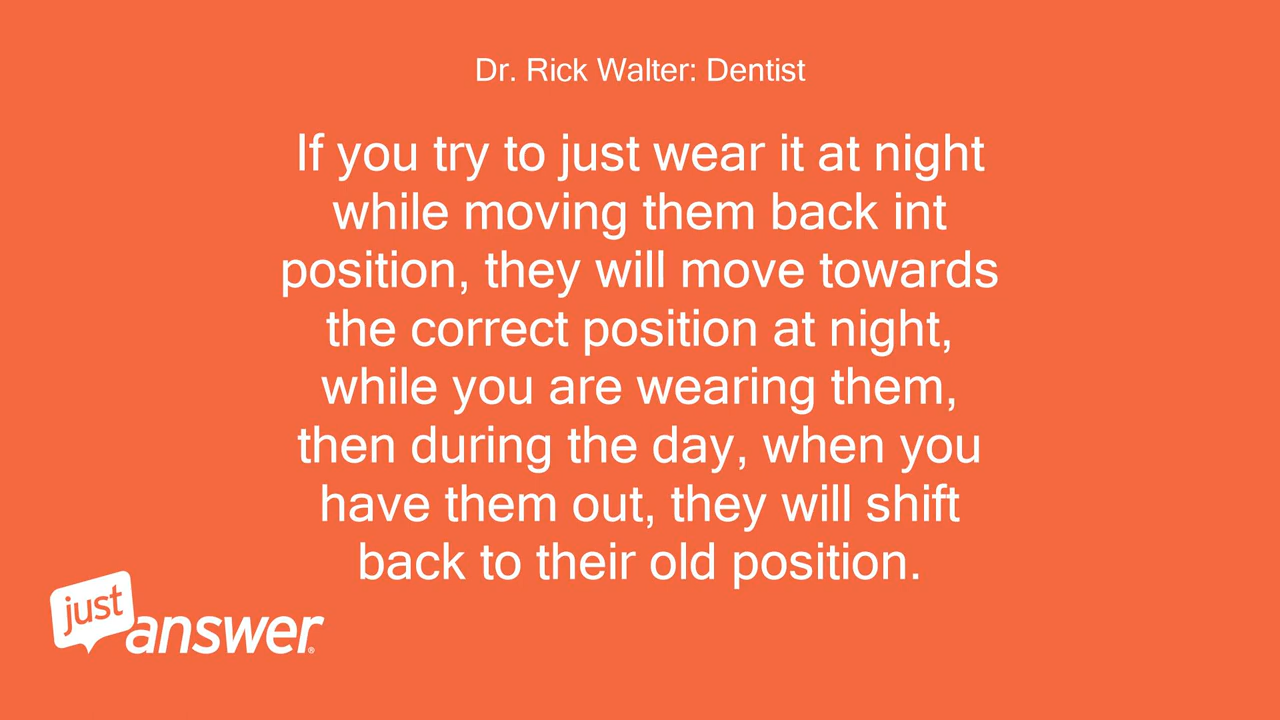 Dr. Rick Walter: Dentist
If you try to just wear it at night
while moving them back int
position, they will move towards
the correct position at night,
while you are wearing them,
then during the day, when you
have them out, they will shift
back to their old position.
just
answer®